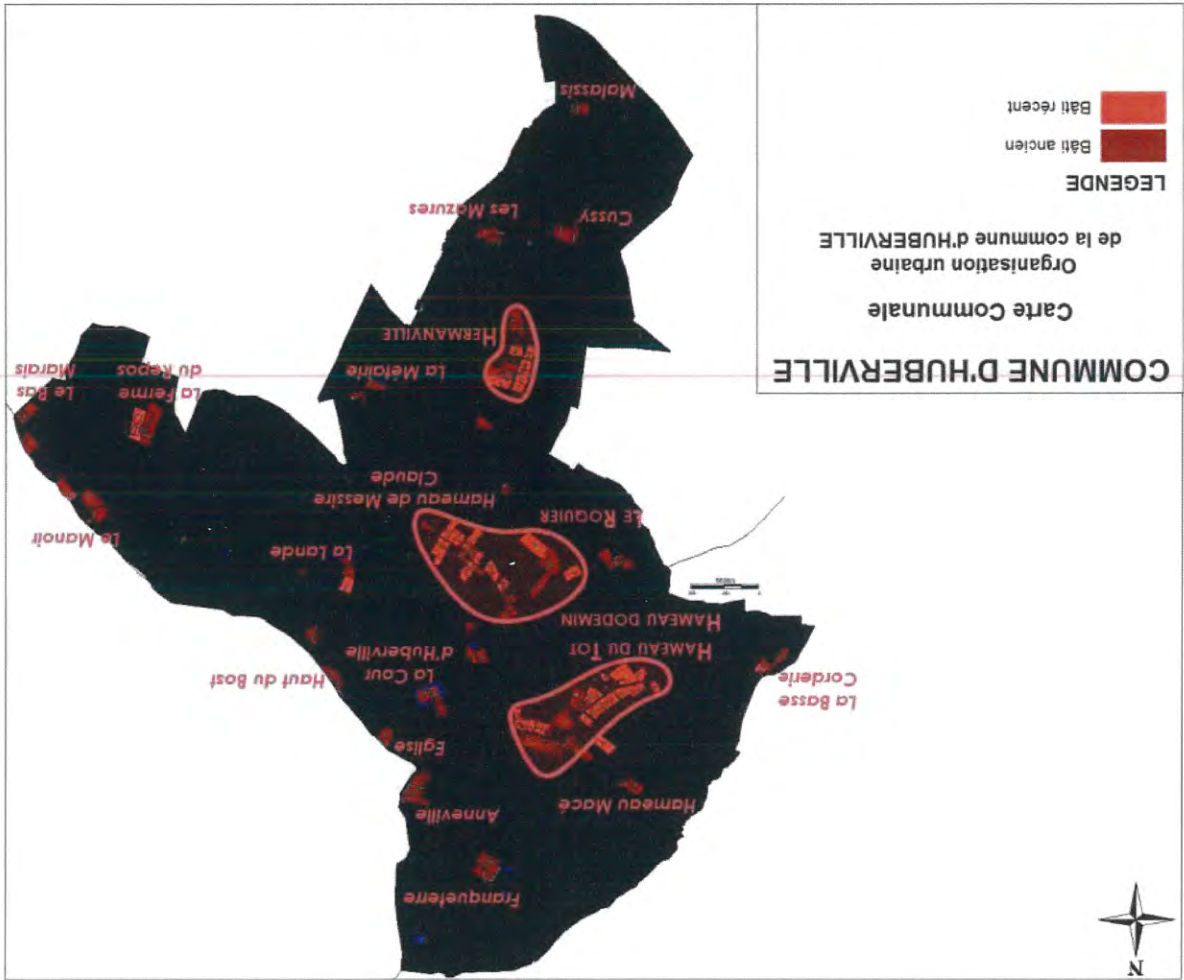 N
Franqueterre
Anneville
Hameau Macé
Eglise
La Basse
Corderie
Haut du Bost
La Cour
d'Huberville
HAMEAU DU TOT
HAMEAU DODEMIN
La Lande
Le Manoir
LE ROQUIER
Hameau de Messire
Claude
La Ferme
du Repos
Le Bas
Marais
La Métairie
HERMANVILLE
Cussy
Les Mazures
Malassis
COMMUNE D'HUBERVILLE
Carte Communale
Organisation urbaine
de la commune d'HUBERVILLE
LEGENDE
Bâti ancien
Bâti récent